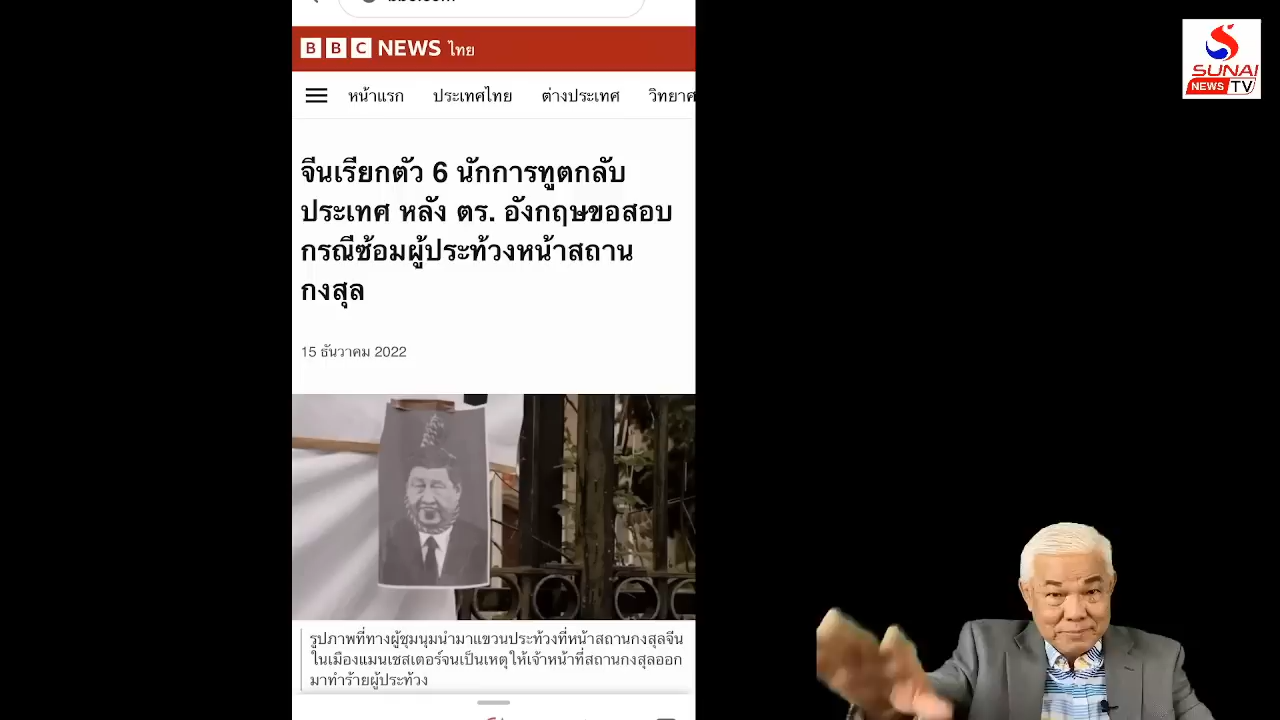 BBC NEWS ไทย
SUNAI
NEWS TV
หน้าแรก ประเทศไทย ต่างประเทศ
จีนเรียกตัว 6 นักการทูตกลับ
ประเทศ หลัง ตร. อังกฤษขอสอบ
กรณีซ้อมผู้ประท้วงหน้าสถาน
กงสุล
15 ธันวาคม 2022
รูปภาพที่ทางผู้ชุมนุมนำมาแขวนประท้วงที่หน้าสถานกงสุลจีน
ในเมืองแมนเชสเตอร์จนเป็นเหตุให้เจ้าหน้าที่สถานกงสุลออก
มาทำร้ายผู้ประท้วง